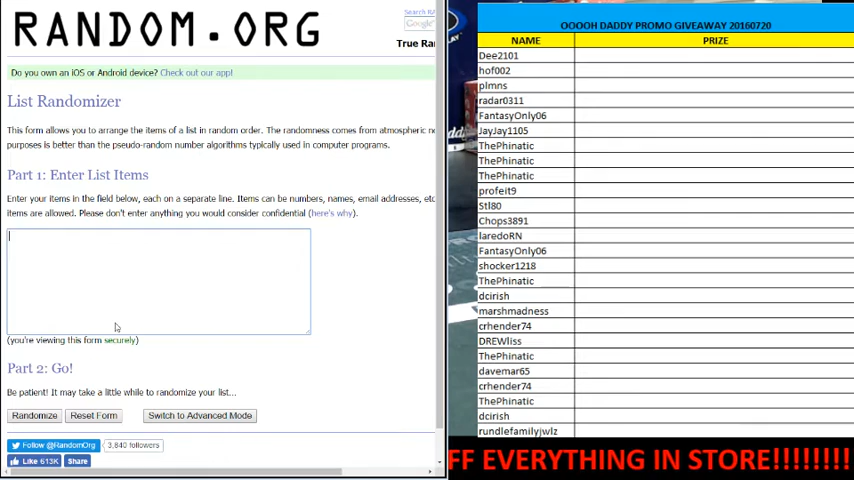 RANDOM.ORG
Search RA
Google
True Ran
Do you own an iOS or Android device? Check out our app!
List Randomizer
This form allows you to arrange the items of a list in random order. The randomness comes from atmospheric no
purposes is better than the pseudo-random number algorithms typically used in computer programs.
Part 1: Enter List Items
Enter your items in the field below, each on a separate line. Items can be numbers, names, email addresses, etc
items are allowed. Please don't enter anything you would consider confidential (here's why).
(you're viewing this form securely)
Part 2: Go!
Be patient! It may take a little while to randomize your list...
Randomize Reset Form Switch to Advanced Mode
Follow @RandomOrg 3,840 followers
Like 613K Share
OOOOH DADDY PROMO GIVEAWAY 20160720
NAME PRIZE
Dee2101
hof002
plmns
radar0311
FantasyOnly06
JayJay1105
ThePhinatic
ThePhinatic
ThePhinatic
profeit9
Stl80
Chops3891
laredoRN
FantasyOnly06
shocker1218
ThePhinatic
dcirish
marshmadness
crhender74
DREWliss
ThePhinatic
davemar65
crhender74
ThePhinatic
dcirish
rundlefamilyjwlz
FF EVERYTHING IN STORE!!!!!!!!